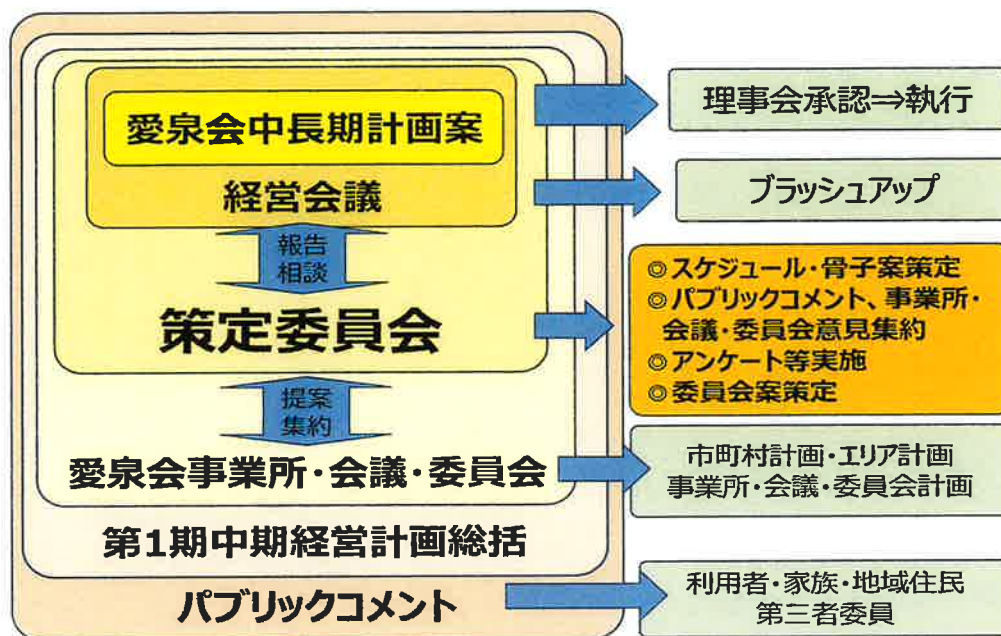 愛泉会中長期計画案
経営会議
報告
相談
策定委員会
提案
集約
愛泉会事業所・会議・委員会
第1期中期経営計画総括
パブリックコメント
理事会承認⇒執行
ブラッシュアップ
◎スケジュール・骨子案策定
◎パブリックコメント、事業所・
会議・委員会意見集約
◎アンケート等実施
◎委員会案策定
市町村計画・エリア計画
事業所・会議・委員会計画
利用者・家族・地域住民
第三者委員